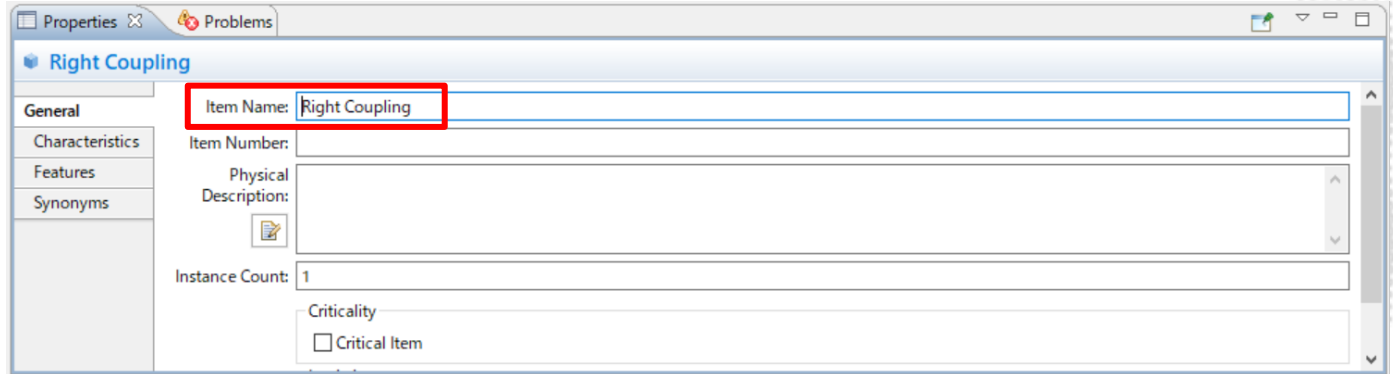 Properties Problems
Right Coupling
General
Characteristics
Features
Synonyms
Item Name: Right Coupling
Item Number:
Physical
Description:
Instance Count: 1
Criticality
Critical Item